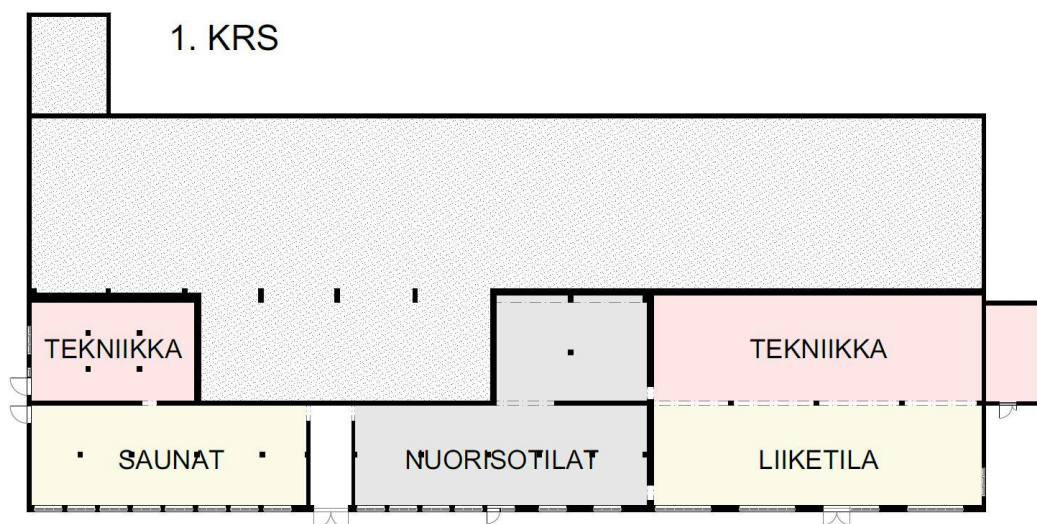 1. KRS
TEKNIIKKA
TEKNIIKKA
SAUNAT
NUORISOTILAT
LIIKETILA